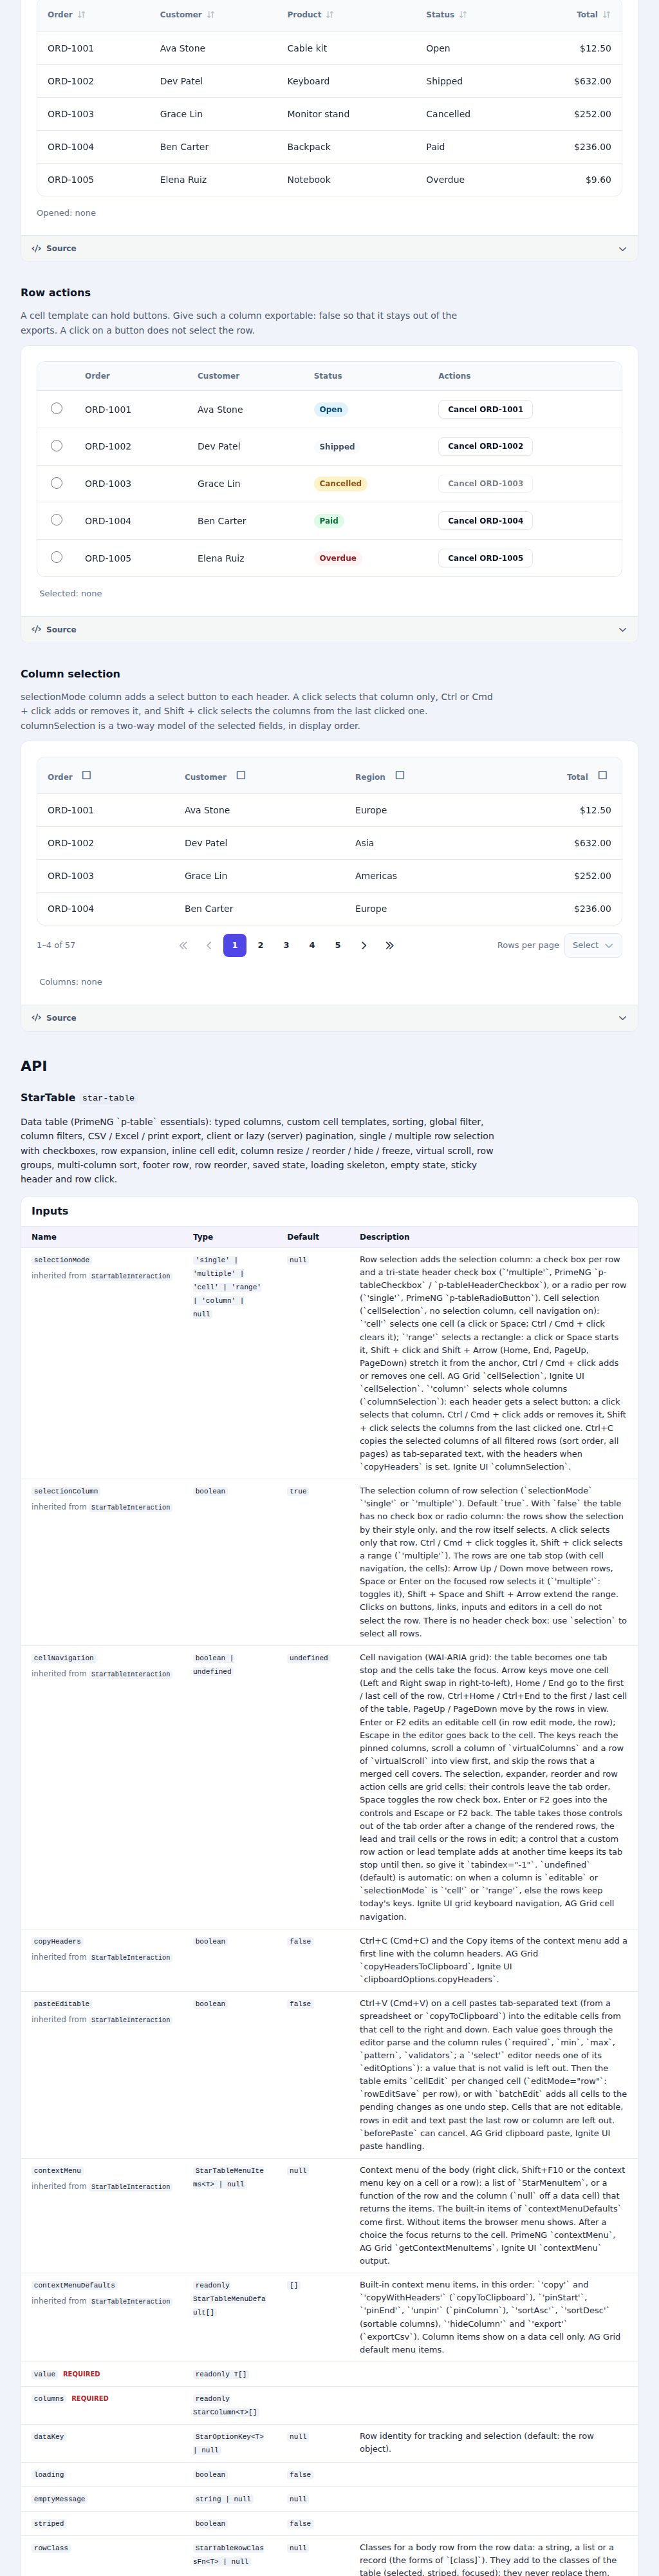 Order Customer Product Status Total
ORD-1001 Ava Stone Cable kit Open $12.50
ORD-1002 Dev Patel Keyboard Shipped $632.00
ORD-1003 Grace Lin Monitor stand Cancelled $252.00
ORD-1004 Ben Carter Backpack Paid $236.00
ORD-1005 Elena Ruiz Notebook Overdue $9.60
Opened: none
</> Source
Row actions
A cell template can hold buttons. Give such a column exportable: false so that it stays out of the
exports. A click on a button does not select the row.
Order Customer Status Actions
ORD-1001 Ava Stone Open Cancel ORD-1001
ORD-1002 Dev Patel Shipped Cancel ORD-1002
ORD-1003 Grace Lin Cancelled Cancel ORD-1003
ORD-1004 Ben Carter Paid Cancel ORD-1004
ORD-1005 Elena Ruiz Overdue Cancel ORD-1005
Selected: none
</> Source
Column selection
selectionMode column adds a select button to each header. A click selects that column only, Ctrl or Cmd
+ click adds or removes it, and Shift + click selects the columns from the last clicked one.
columnSelection is a two-way model of the selected fields, in display order.
Order Customer Region Total
ORD-1001 Ava Stone Europe $12.50
ORD-1002 Dev Patel Asia $632.00
ORD-1003 Grace Lin Americas $252.00
ORD-1004 Ben Carter Europe $236.00
1–4 of 57 1 2 3 4 5 Rows per page Select
Columns: none
</> Source
API
StarTable star-table
Data table (PrimeNG `p-table` essentials): typed columns, custom cell templates, sorting, global filter,
column filters, CSV / Excel / print export, client or lazy (server) pagination, single / multiple row selection
with checkboxes, row expansion, inline cell edit, column resize / reorder / hide / freeze, virtual scroll, row
groups, multi-column sort, footer row, row reorder, saved state, loading skeleton, empty state, sticky
header and row click.
Inputs
Name Type Default Description
selectionMode
inherited from StarTableInteraction
'single' |
'multiple' |
'cell' | 'range'
| 'column' |
null
null
Row selection adds the selection column: a check box per row
and a tri-state header check box (`'multiple'`, PrimeNG `p-
tableCheckbox` / `p-tableHeaderCheckbox`), or a radio per row
(`'single'`, PrimeNG `p-tableRadioButton`). Cell selection
(`cellSelection`, no selection column, cell navigation on):
`'cell'` selects one cell (a click or Space; Ctrl / Cmd + click
clears it); `'range'` selects a rectangle: a click or Space starts
it, Shift + click and Shift + Arrow (Home, End, PageUp,
PageDown) stretch it from the anchor, Ctrl / Cmd + click adds
or removes one cell. AG Grid `cellSelection`, Ignite UI
`cellSelection`. `'column'` selects whole columns
(`columnSelection`): each header gets a select button; a click
selects that column, Ctrl / Cmd + click adds or removes it, Shift
+ click selects the columns from the last clicked one. Ctrl+C
copies the selected columns of all filtered rows (sort order, all
pages) as tab-separated text, with the headers when
`copyHeaders` is set. Ignite UI `columnSelection`.
selectionColumn
inherited from StarTableInteraction
boolean
true
The selection column of row selection (`selectionMode`
`'single'` or `'multiple'`). Default `true`. With `false` the table
has no check box or radio column: the rows show the selection
by their style only, and the row itself selects. A click selects
only that row, Ctrl / Cmd + click toggles it, Shift + click selects
a range (`'multiple'`). The rows are one tab stop (with cell
navigation, the cells): Arrow Up / Down move between rows,
Space or Enter on the focused row selects it (`'multiple'`:
toggles it), Shift + Space and Shift + Arrow extend the range.
Clicks on buttons, links, inputs and editors in a cell do not
select the row. There is no header check box: use `selection` to
select all rows.
cellNavigation
inherited from StarTableInteraction
boolean |
undefined
undefined
Cell navigation (WAI-ARIA grid): the table becomes one tab
stop and the cells take the focus. Arrow keys move one cell
(Left and Right swap in right-to-left), Home / End go to the first
/ last cell of the row, Ctrl+Home / Ctrl+End to the first / last cell
of the table, PageUp / PageDown move by the rows in view.
Enter or F2 edits an editable cell (in row edit mode, the row);
Escape in the editor goes back to the cell. The keys reach the
pinned columns, scroll a column of `virtualColumns` and a row
of `virtualScroll` into view first, and skip the rows that a
merged cell covers. The selection, expander, reorder and row
action cells are grid cells: their controls leave the tab order,
Space toggles the row check box, Enter or F2 goes into the
controls and Escape or F2 back. The table takes those controls
out of the tab order after a change of the rendered rows, the
lead and trail cells or the rows in edit; a control that a custom
row action or lead template adds at another time keeps its tab
stop until then, so give it `tabindex="-1"`. `undefined`
(default) is automatic: on when a column is `editable` or
`selectionMode` is `'cell'` or `'range'`, else the rows keep
today's keys. Ignite UI grid keyboard navigation, AG Grid cell
navigation.
copyHeaders
inherited from StarTableInteraction
boolean
false
Ctrl+C (Cmd+C) and the Copy items of the context menu add a
first line with the column headers. AG Grid
`copyHeadersToClipboard`, Ignite UI
`clipboardOptions.copyHeaders`.
pasteEditable
inherited from StarTableInteraction
boolean
false
Ctrl+V (Cmd+V) on a cell pastes tab-separated text (from a
spreadsheet or `copyToClipboard`) into the editable cells from
that cell to the right and down. Each value goes through the
editor parse and the column rules (`required`, `min`, `max`,
`pattern`, `validators`; a `'select'` editor needs one of its
`editOptions`): a value that is not valid is left out. Then the
table emits `cellEdit` per changed cell (`editMode="row"`:
`rowEditSave` per row), or with `batchEdit` adds all cells to the
pending changes as one undo step. Cells that are not editable,
rows in edit and text past the last row or column are left out.
`beforePaste` can cancel. AG Grid clipboard paste, Ignite UI
paste handling.
contextMenu
inherited from StarTableInteraction
StarTableMenuIte
ms<T> | null
null
Context menu of the body (right click, Shift+F10 or the context
menu key on a cell or a row): a list of `StarMenuItem`, or a
function of the row and the column (`null` off a data cell) that
returns the items. The built-in items of `contextMenuDefaults`
come first. Without items the browser menu shows. After a
choice the focus returns to the cell. PrimeNG `contextMenu`,
AG Grid `getContextMenuItems`, Ignite UI `contextMenu`
output.
contextMenuDefaults
inherited from StarTableInteraction
readonly
StarTableMenuDefa
ult[]
[]
Built-in context menu items, in this order: `'copy'` and
`'copyWithHeaders'` (`copyToClipboard`), `'pinStart'`,
`'pinEnd'`, `'unpin'` (`pinColumn`), `'sortAsc'`, `'sortDesc'`
(sortable columns), `'hideColumn'` and `'export'`
(`exportCsv`). Column items show on a data cell only. AG Grid
default menu items.
value REQUIRED
readonly T[]
columns REQUIRED
readonly
StarColumn<T>[]
dataKey
StarOptionKey<T>
| null
null
Row identity for tracking and selection (default: the row
object).
loading boolean false
emptyMessage string | null null
striped boolean false
rowClass
StarTableRowClas
sFn<T> | null
null
Classes for a body row from the row data: a string, a list or a
record (the forms of `[class]`). They add to the classes of the
table (selected, striped, focused); they never replace them.